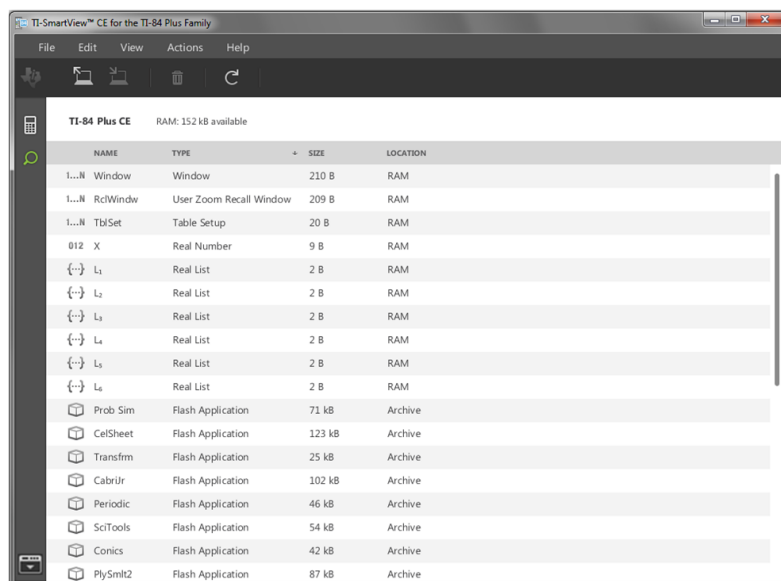 TI-SmartView™ CE for the TI-84 Plus Family
File Edit View Actions Help
TI-84 Plus CE RAM: 152 kB available
NAME TYPE SIZE LOCATION
1...N Window Window 210 B RAM
1...N RclWindw User Zoom Recall Window 209 B RAM
1...N TblSet Table Setup 20 B RAM
012 X Real Number 9 B RAM
{...} L₁ Real List 2 B RAM
{...} L₂ Real List 2 B RAM
{...} L₃ Real List 2 B RAM
{...} L₄ Real List 2 B RAM
{...} L₅ Real List 2 B RAM
{...} L₆ Real List 2 B RAM
Prob Sim Flash Application 71 kB Archive
CelSheet Flash Application 123 kB Archive
Transfrm Flash Application 25 kB Archive
CabriJr Flash Application 102 kB Archive
Periodic Flash Application 46 kB Archive
SciTools Flash Application 54 kB Archive
Conics Flash Application 42 kB Archive
PlySmlt2 Flash Application 87 kB Archive